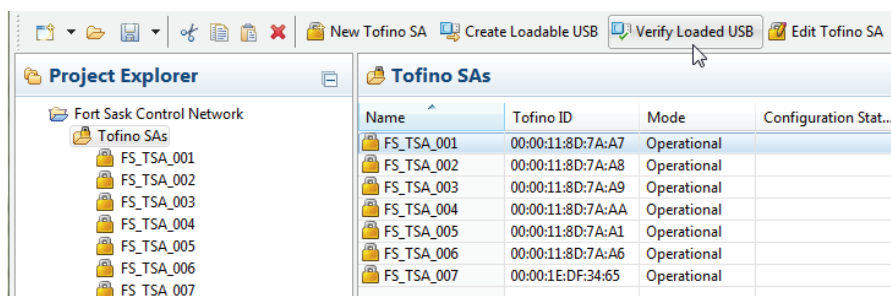 New Tofino SA Create Loadable USB Verify Loaded USB Edit Tofino SA
Project Explorer
Fort Sask Control Network
Tofino SAs
FS_TSA_001
FS_TSA_002
FS_TSA_003
FS_TSA_004
FS_TSA_005
FS_TSA_006
FS_TSA_007
Tofino SAs
Name Tofino ID Mode Configuration Stat...
FS_TSA_001 00:00:11:8D:7A:A7 Operational
FS_TSA_002 00:00:11:8D:7A:A8 Operational
FS_TSA_003 00:00:11:8D:7A:A9 Operational
FS_TSA_004 00:00:11:8D:7A:AA Operational
FS_TSA_005 00:00:11:8D:7A:A1 Operational
FS_TSA_006 00:00:11:8D:7A:A6 Operational
FS_TSA_007 00:00:1E:DF:34:65 Operational